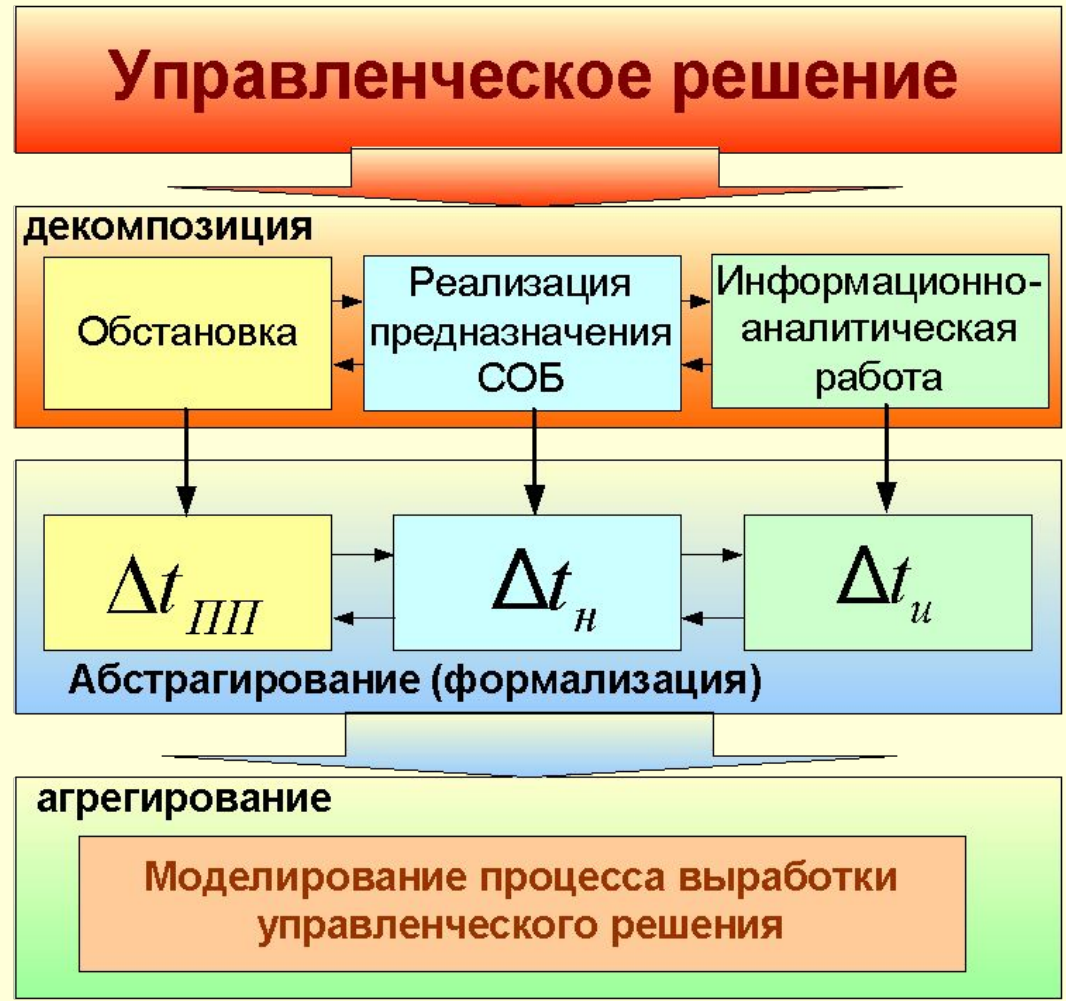 Управленческое решение
декомпозиция
Обстановка
Реализация
предназначения
СОБ
Информационно-
аналитическая
работа
Δt ПП
Δt н
Δt и
Абстрагирование (формализация)
агрегирование
Моделирование процесса выработки
управленческого решения